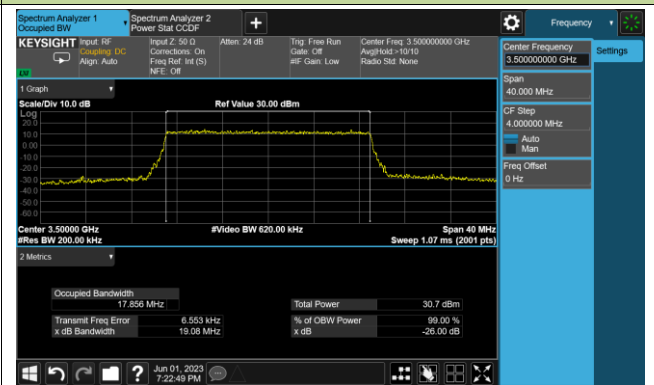 Spectrum Analyzer 1
Occupied BW
Spectrum Analyzer 2
Power Stat CCDF
Frequency
KEYSIGHT
Input: RF
Coupling: DC
Align: Auto
Input Z: 50 Ω
Corrections: On
Freq Ref: Int (S)
NFE: Off
Atten: 24 dB
Trig: Free Run
Gate: Off
#IF Gain: Low
Center Freq: 3.500000000 GHz
Avg|Hold:>10/10
Radio Std: None
Center Frequency
3.500000000 GHz
Settings
Span
40.000 MHz
CF Step
4.000000 MHz
Auto
Man
Freq Offset
0 Hz
1 Graph
Scale/Div 10.0 dB
Ref Value 30.00 dBm
Log
20.0
10.0
0.00
-10.0
-20.0
-30.0
-40.0
-50.0
-60.0
Center 3.50000 GHz
#Video BW 620.00 kHz
Span 40 MHz
#Res BW 200.00 kHz
Sweep 1.07 ms (2001 pts)
2 Metrics
Occupied Bandwidth
17.856 MHz
Total Power
30.7 dBm
Transmit Freq Error
6.553 kHz
% of OBW Power
99.00 %
x dB Bandwidth
19.08 MHz
x dB
-26.00 dB
Jun 01, 2023
7:22:49 PM